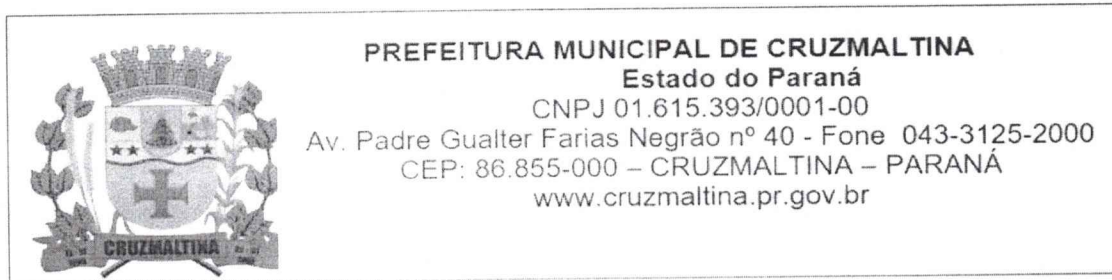 PREFEITURA MUNICIPAL DE CRUZMALTINA
Estado do Paraná
CNPJ 01.615.393/0001-00
Av. Padre Gualter Farias Negrão nº 40 - Fone 043-3125-2000
CEP: 86.855-000 – CRUZMALTINA – PARANÁ
www.cruzmaltina.pr.gov.br
CRUZMALTINA